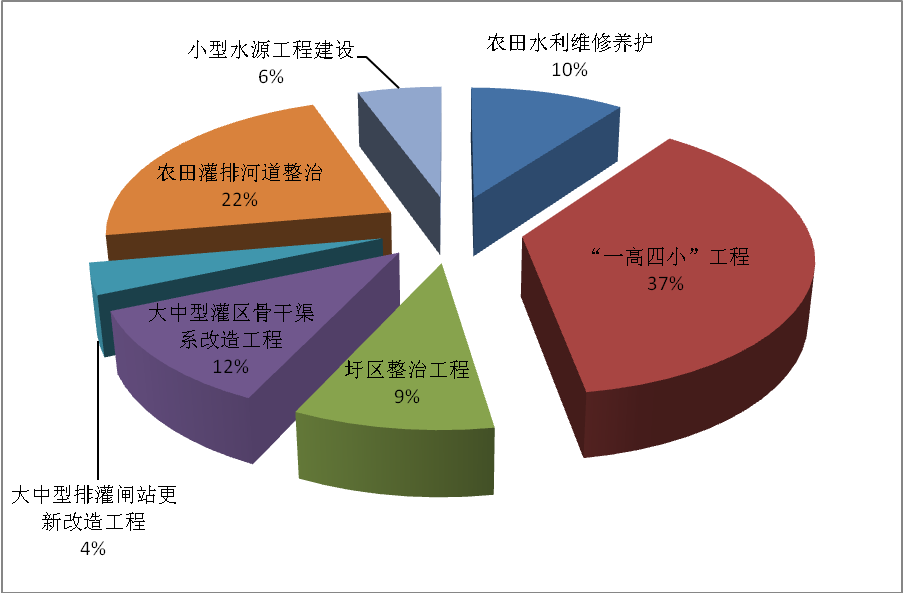 小型水源工程建设
6%
农田水利维修养护
10%
农田灌排河道整治
22%
“一高四小”工程
37%
大中型灌区骨干渠
系改造工程
12%
圩区整治工程
9%
大中型排灌闸站更
新改造工程
4%